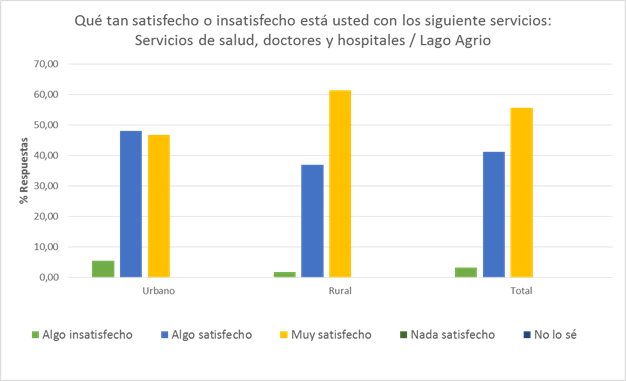 Qué tan satisfecho o insatisfecho está usted con los siguiente servicios:
Servicios de salud, doctores y hospitales / Lago Agrio
70,00
60,00
50,00
40,00
30,00
20,00
10,00
0,00
% Respuestas
Urbano
Rural
Total
Algo insatisfecho
Algo satisfecho
Muy satisfecho
Nada satisfecho
No lo sé